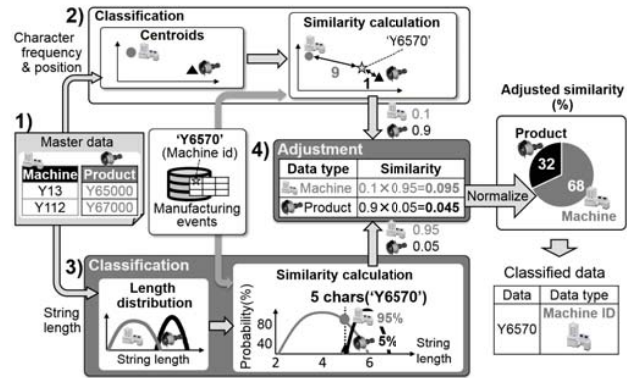 2) Classification
Character
frequency
& position
Centroids
Similarity calculation
'Y6570'
9
1
0.1
0.9
1)
Master data
Machine Product
Y13 Y65000
Y112 Y67000
'Y6570'
(Machine id)
Manufacturing
events
4) Adjustment
Data type Similarity
Machine 0.1×0.95=0.095
Product 0.9×0.05=0.045
0.95
0.05
Normalize
Adjusted similarity
(%)
Product
32
68
Machine
Classified data
Data Data type
Y6570 Machine ID
3) Classification
String
length
Length
distribution
String length
Similarity calculation
5 chars('Y6570')
Probability(%)
80
40
95%
5%
2 4 6
String
length